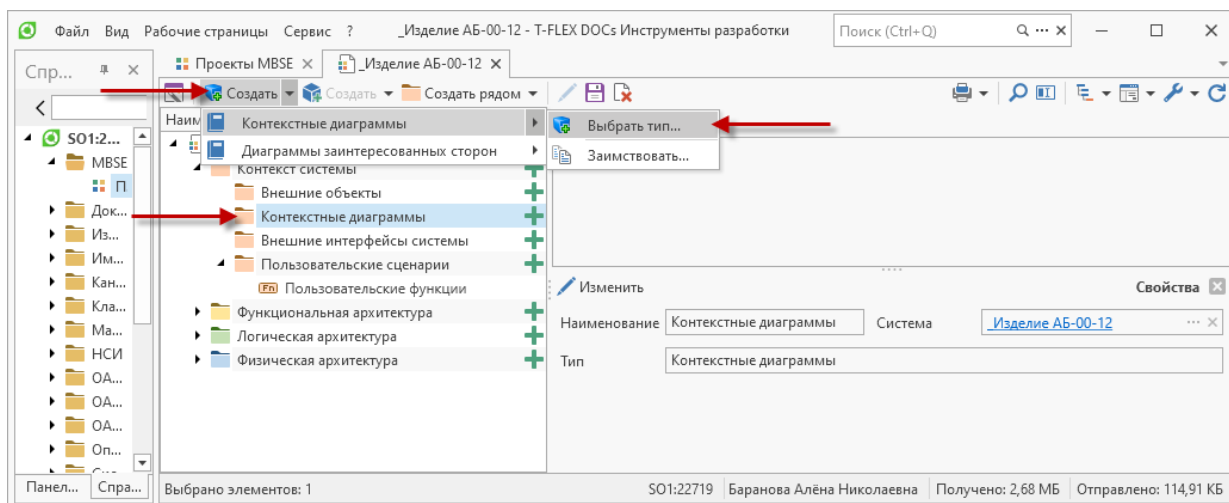 Файл Вид Рабочие страницы Сервис ? _Изделие АБ-00-12 - T-FLEX DOCs Инструменты разработки Поиск (Ctrl+Q)
Спр... Проекты MBSE _Изделие АБ-00-12
Создать Создать Создать рядом
Контекстные диаграммы Выбрать тип...
Диаграммы заинтересованных сторон Заимствовать...
SO1:2...
MBSE
П
Док...
Из...
Им...
Кан...
Кла...
Ма...
НСИ
ОА...
ОА...
ОА...
Оп...
Контекст системы
Внешние объекты
Контекстные диаграммы
Внешние интерфейсы системы
Пользовательские сценарии
Fn Пользовательские функции
Функциональная архитектура
Логическая архитектура
Физическая архитектура
Изменить Свойства
Наименование Контекстные диаграммы Система _Изделие АБ-00-12
Тип Контекстные диаграммы
Панел... Спра... Выбрано элементов: 1 SO1:22719 Баранова Алёна Николаевна Получено: 2,68 МБ Отправлено: 114,91 КБ